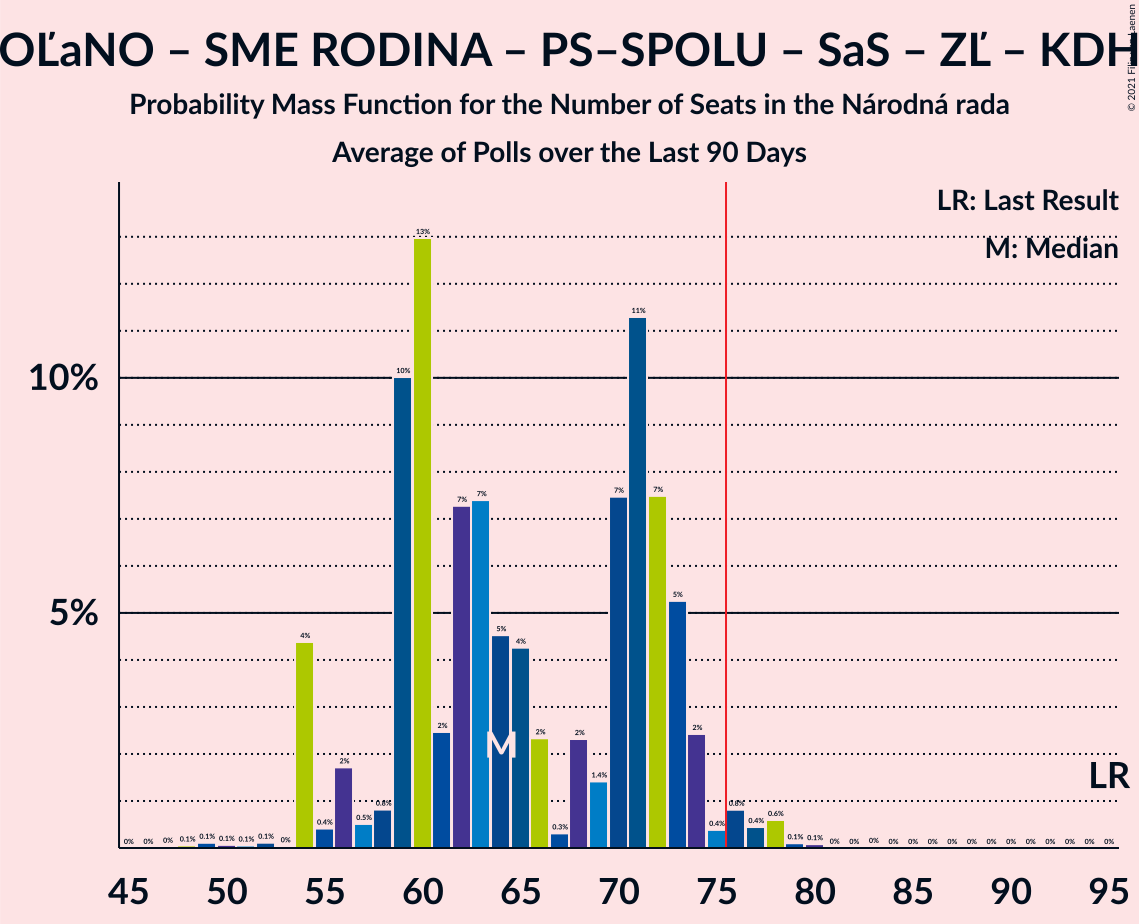 OĽaNO – SME RODINA – PS–SPOLU – SaS – ZĽ – KDH
Probability Mass Function for the Number of Seats in the Národná rada
Average of Polls over the Last 90 Days
© 2021 Filip van Laenen
LR: Last Result
M: Median
10%
5%
0% 0% 0% 0.1% 0.1% 0.1% 0.1% 0.1% 0% 4% 0.4% 2% 0.5% 0.8% 10% 13% 2% 7% 7% 5% 4% 2% 0.3% 2% 1.4% 7% 11% 7% 5% 2% 0.4% 0.8% 0.4% 0.6% 0.1% 0.1% 0% 0% 0% 0% 0% 0% 0% 0% 0% 0% 0% 0% 0% 0% 0%
M
LR
45 50 55 60 65 70 75 80 85 90 95